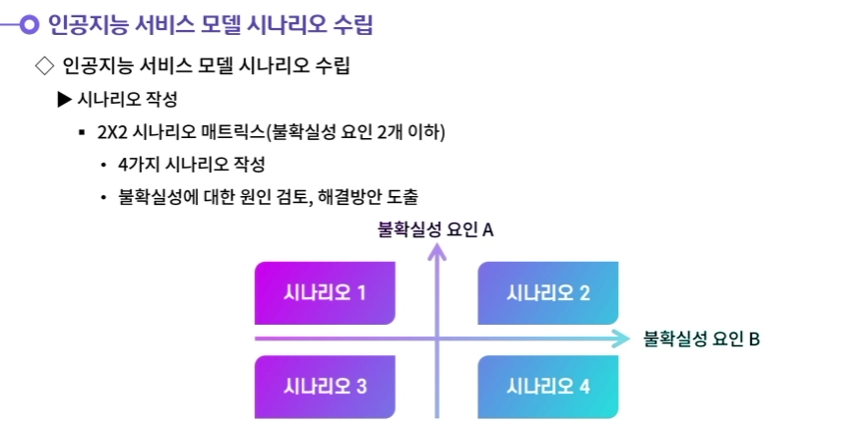 인공지능 서비스 모델 시나리오 수립
◇ 인공지능 서비스 모델 시나리오 수립
▶ 시나리오 작성
▪ 2X2 시나리오 매트릭스(불확실성 요인 2개 이하)
• 4가지 시나리오 작성
• 불확실성에 대한 원인 검토, 해결방안 도출
불확실성 요인 A
시나리오 1
시나리오 2
불확실성 요인 B
시나리오 3
시나리오 4